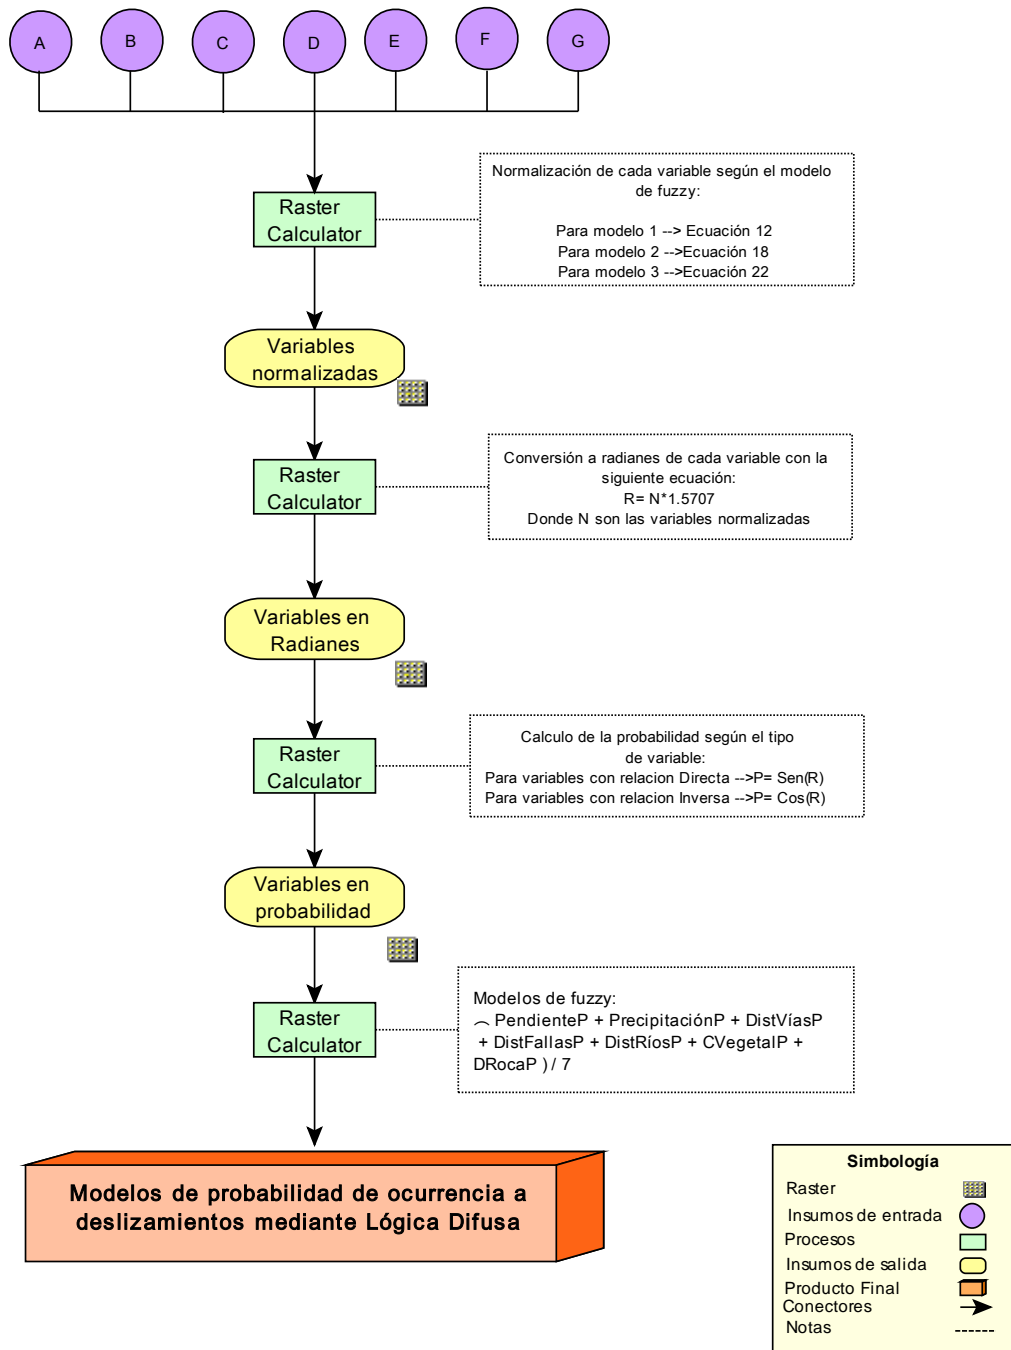 A
B
C
D
E
F
G
Raster
Calculator
Normalización de cada variable según el modelo
de fuzzy:
Para modelo 1 --> Ecuación 12
Para modelo 2 -->Ecuación 18
Para modelo 3 -->Ecuación 22
Variables
normalizadas
Raster
Calculator
Conversión a radianes de cada variable con la
siguiente ecuación:
R= N*1.5707
Donde N son las variables normalizadas
Variables en
Radianes
Raster
Calculator
Calculo de la probabilidad según el tipo
de variable:
Para variables con relacion Directa -->P= Sen(R)
Para variables con relacion Inversa -->P= Cos(R)
Variables en
probabilidad
Raster
Calculator
Modelos de fuzzy:
( PendienteP + PrecipitaciónP + DistVíasP
+ DistFallasP + DistRíosP + CVegetalP +
DRocaP ) / 7
Modelos de probabilidad de ocurrencia a
deslizamientos mediante Lógica Difusa
Simbología
Raster
Insumos de entrada
Procesos
Insumos de salida
Producto Final
Conectores
Notas